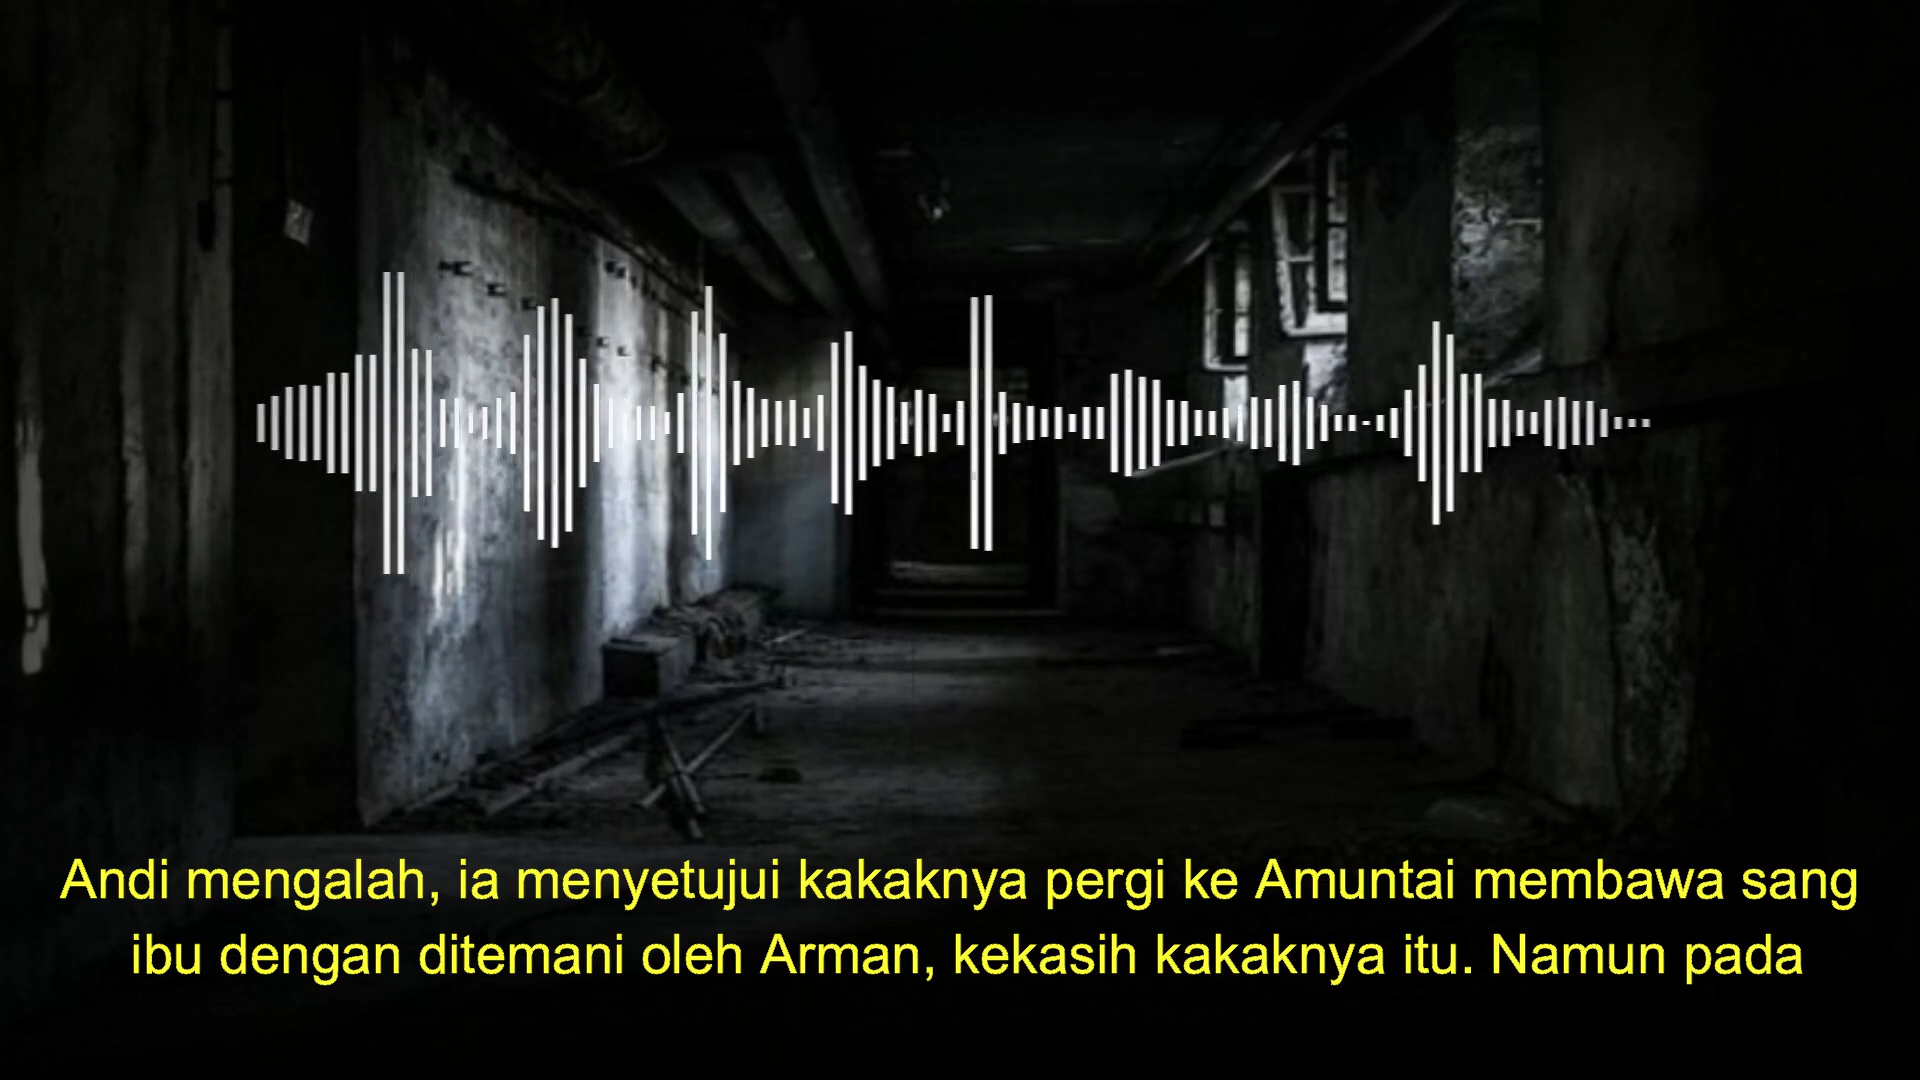 Andi mengalah, ia menyetujui kakaknya pergi ke Amuntai membawa sang
ibu dengan ditemani oleh Arman, kekasih kakaknya itu. Namun pada